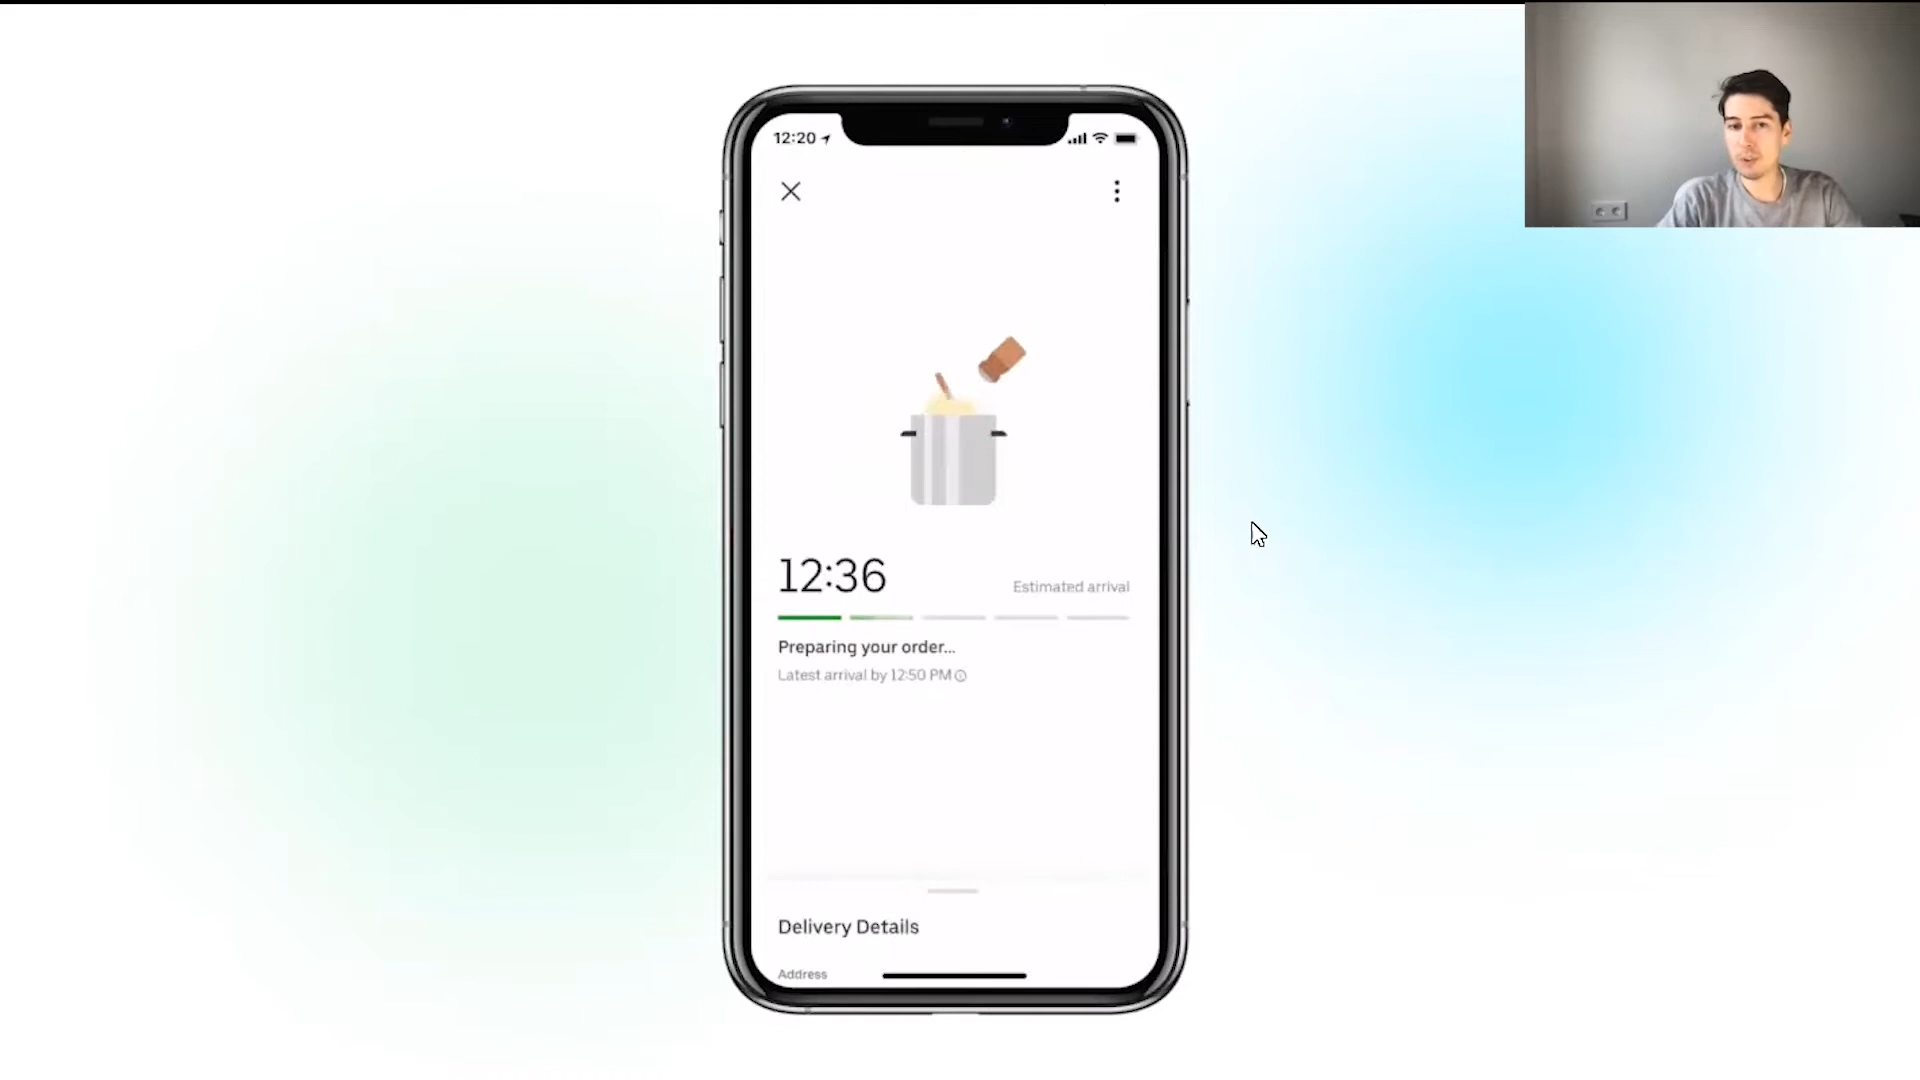 12:20
12:36
Estimated arrival
Preparing your order...
Latest arrival by 12:50 PM
Delivery Details
Address